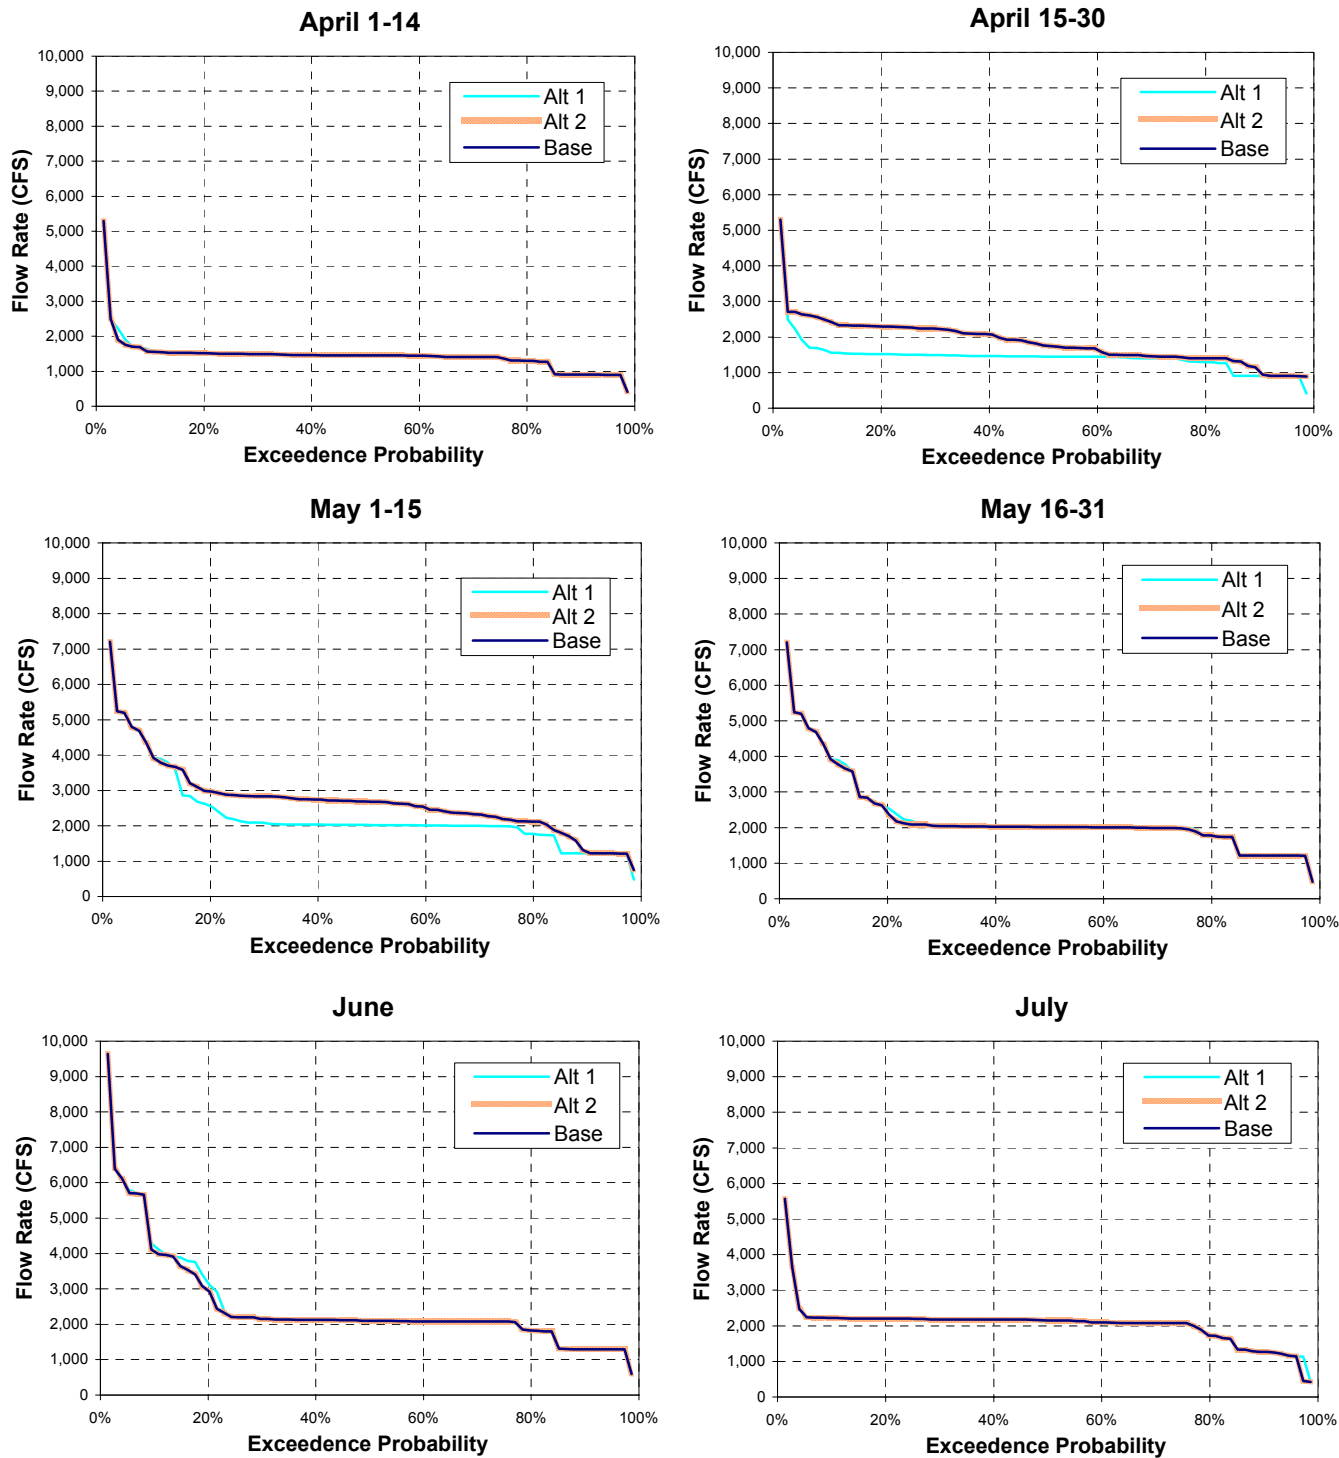 April 1-14
10,000
9,000
8,000
7,000
6,000
5,000
4,000
3,000
2,000
1,000
0
Flow Rate (CFS)
Alt 1
Alt 2
Base
0% 20% 40% 60% 80% 100%
Exceedence Probability
April 15-30
10,000
9,000
8,000
7,000
6,000
5,000
4,000
3,000
2,000
1,000
0
Flow Rate (CFS)
Alt 1
Alt 2
Base
0% 20% 40% 60% 80% 100%
Exceedence Probability
May 1-15
10,000
9,000
8,000
7,000
6,000
5,000
4,000
3,000
2,000
1,000
0
Flow Rate (CFS)
Alt 1
Alt 2
Base
0% 20% 40% 60% 80% 100%
Exceedence Probability
May 16-31
10,000
9,000
8,000
7,000
6,000
5,000
4,000
3,000
2,000
1,000
0
Flow Rate (CFS)
Alt 1
Alt 2
Base
0% 20% 40% 60% 80% 100%
Exceedence Probability
June
10,000
9,000
8,000
7,000
6,000
5,000
4,000
3,000
2,000
1,000
0
Flow Rate (CFS)
Alt 1
Alt 2
Base
0% 20% 40% 60% 80% 100%
Exceedence Probability
July
10,000
9,000
8,000
7,000
6,000
5,000
4,000
3,000
2,000
1,000
0
Flow Rate (CFS)
Alt 1
Alt 2
Base
0% 20% 40% 60% 80% 100%
Exceedence Probability